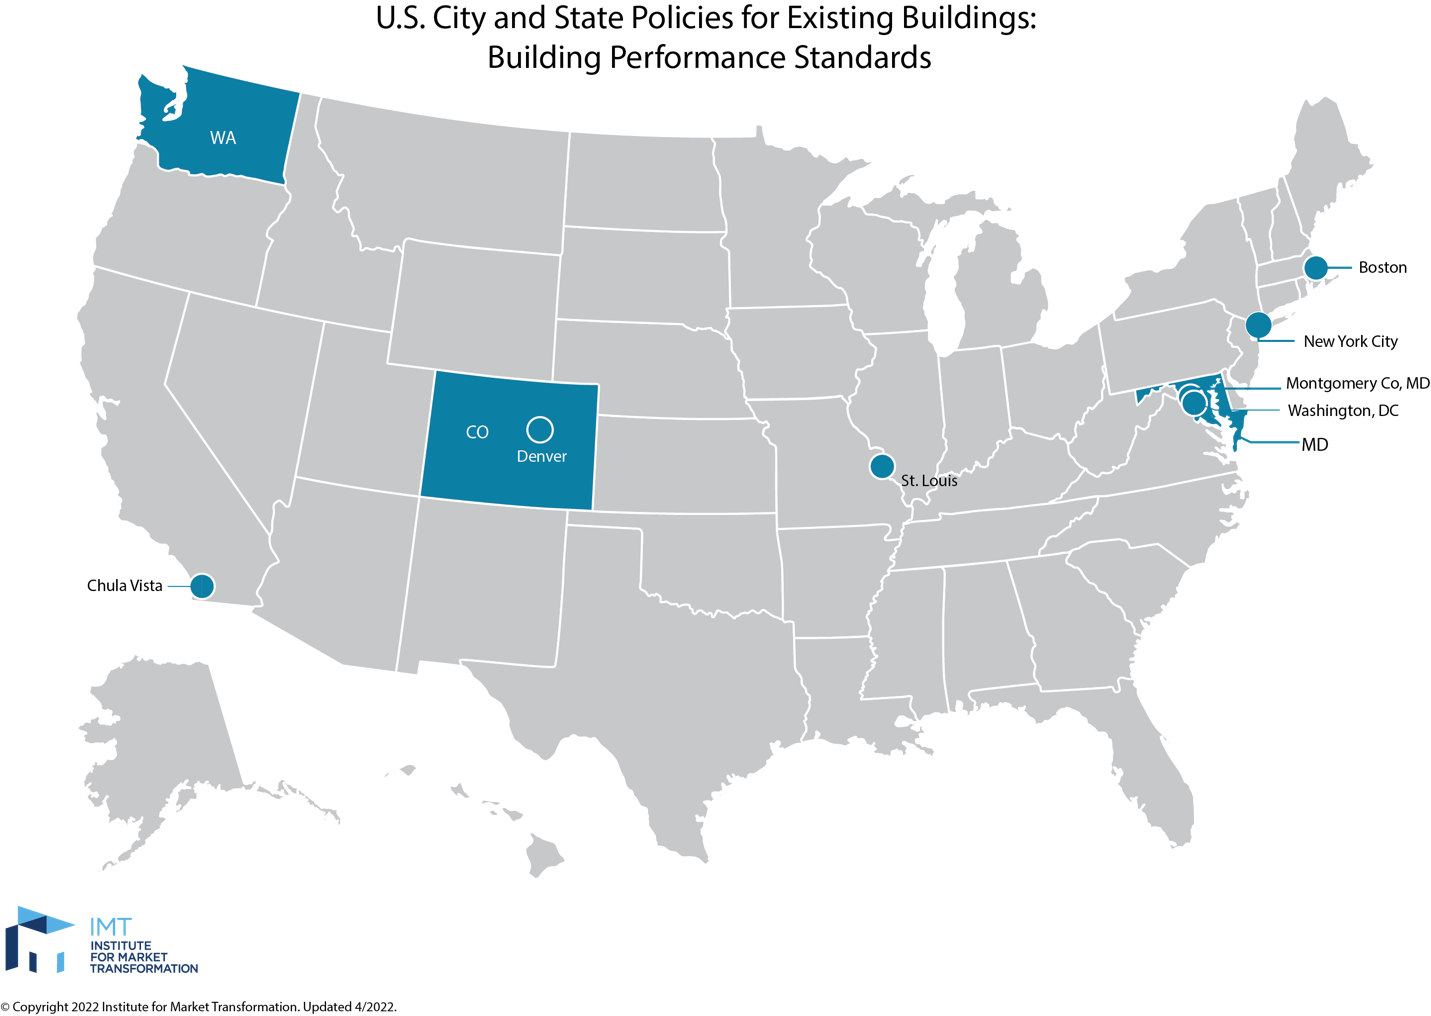 U.S. City and State Policies for Existing Buildings:
Building Performance Standards
WA
Boston
New York City
Montgomery Co, MD
Washington, DC
CO
Denver
MD
St. Louis
Chula Vista
IMT
INSTITUTE
FOR MARKET
TRANSFORMATION
© Copyright 2022 Institute for Market Transformation. Updated 4/2022.